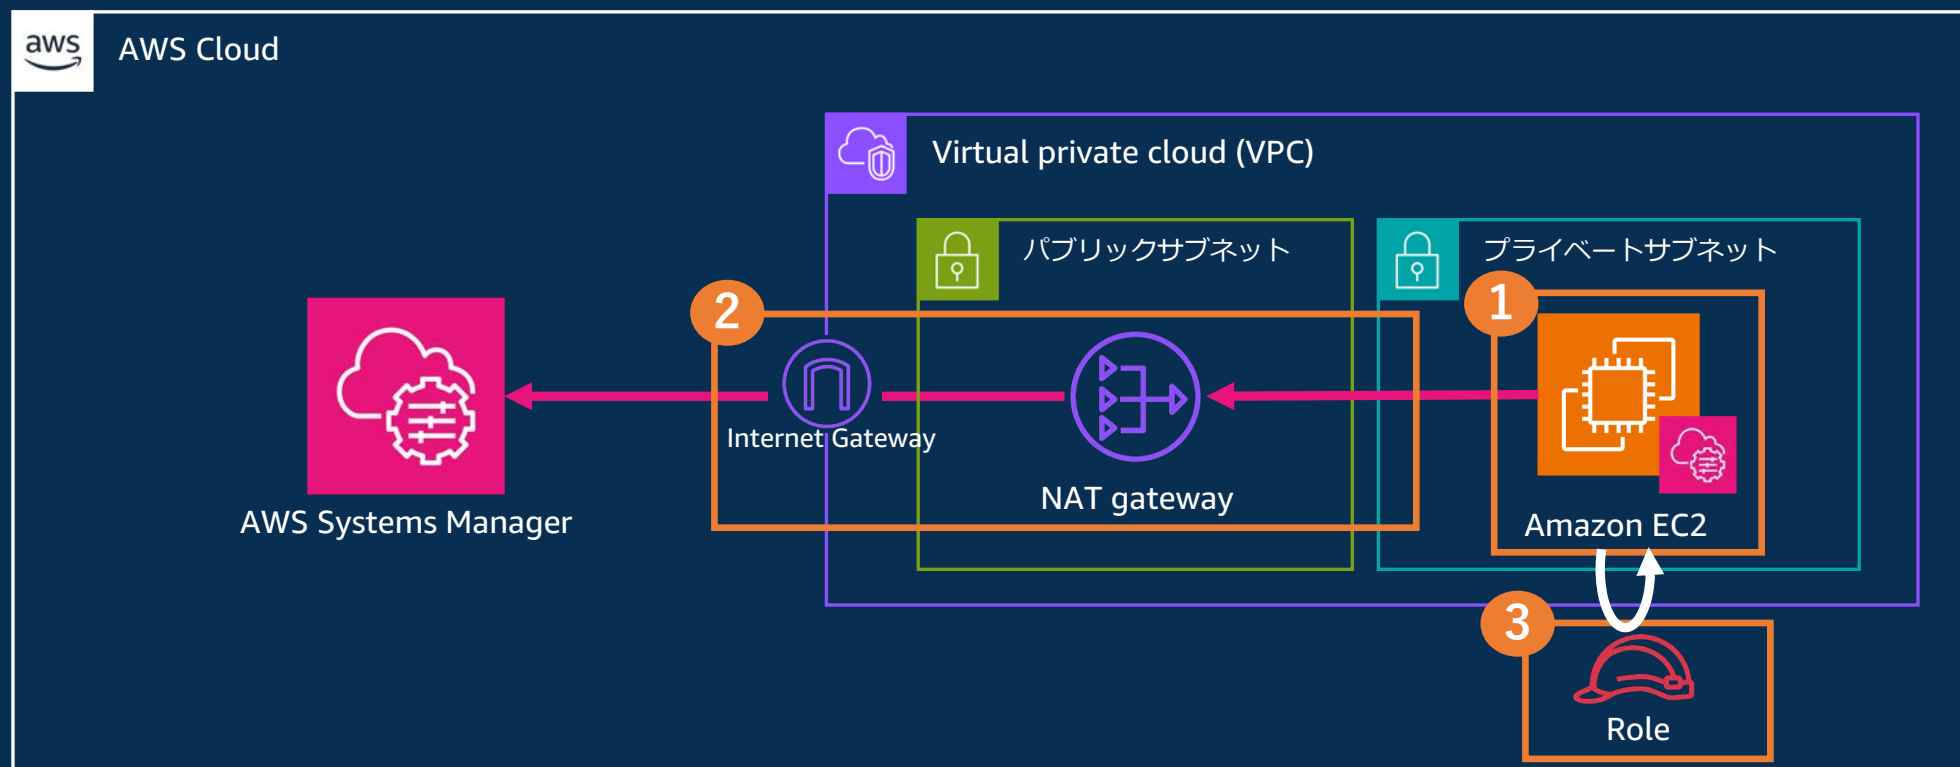 aws
AWS Cloud
Virtual private cloud (VPC)
パブリックサブネット
プライベートサブネット
2
1
Internet Gateway
NAT gateway
AWS Systems Manager
Amazon EC2
3
Role